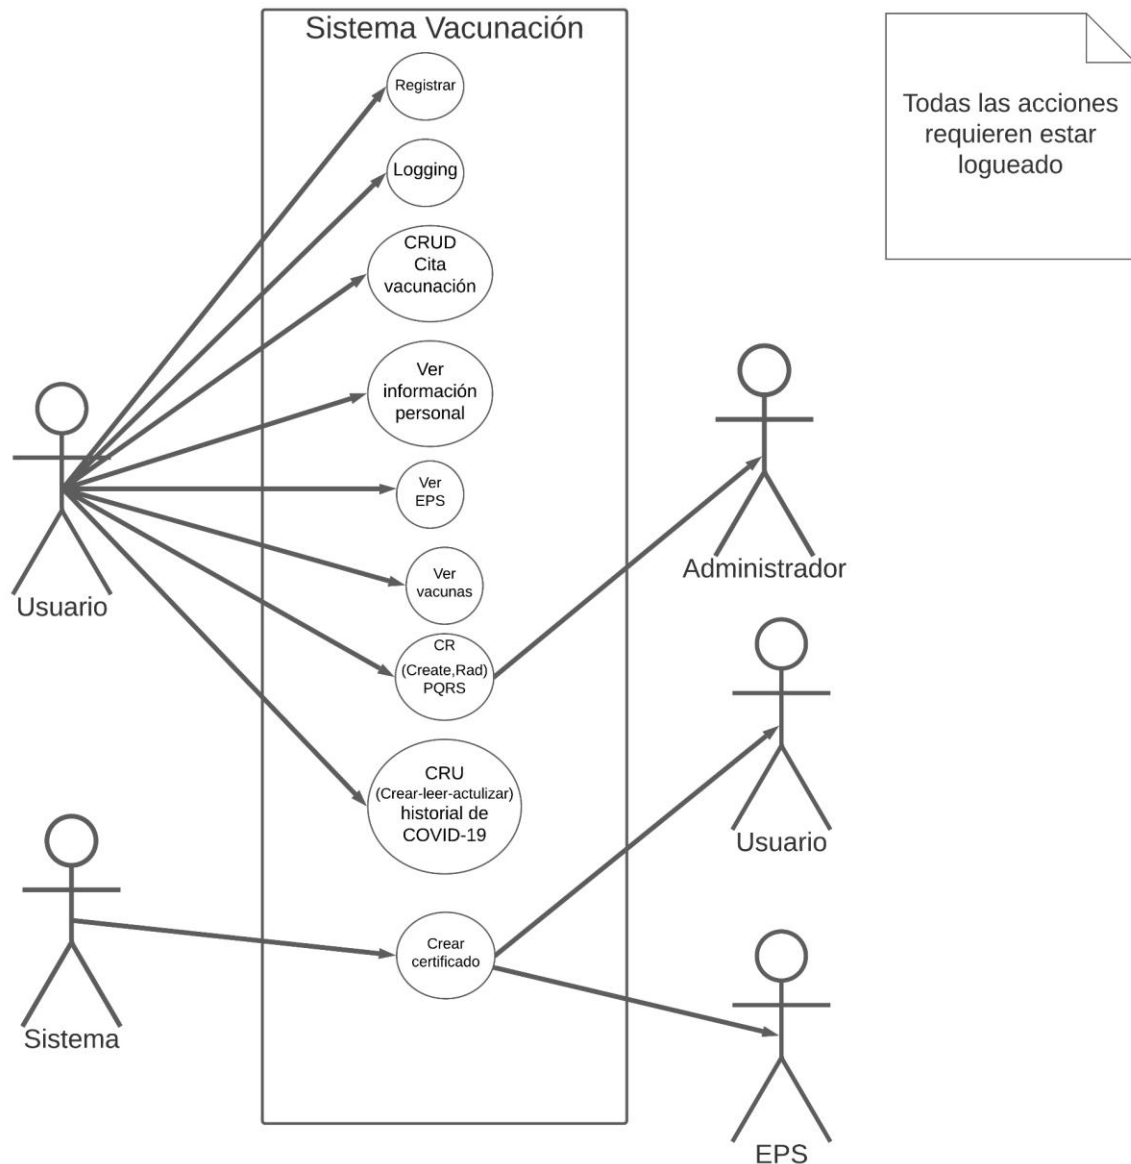 Sistema Vacunación
Registrar
Logging
CRUD
Cita
vacunación
Ver
información
personal
Ver
EPS
Ver
vacunas
CR
(Create,Rad)
PQRS
CRU
(Crear-leer-actulizar)
historial de
COVID-19
Crear
certificado
Usuario
Sistema
Todas las acciones
requieren estar
logueado
Administrador
Usuario
EPS